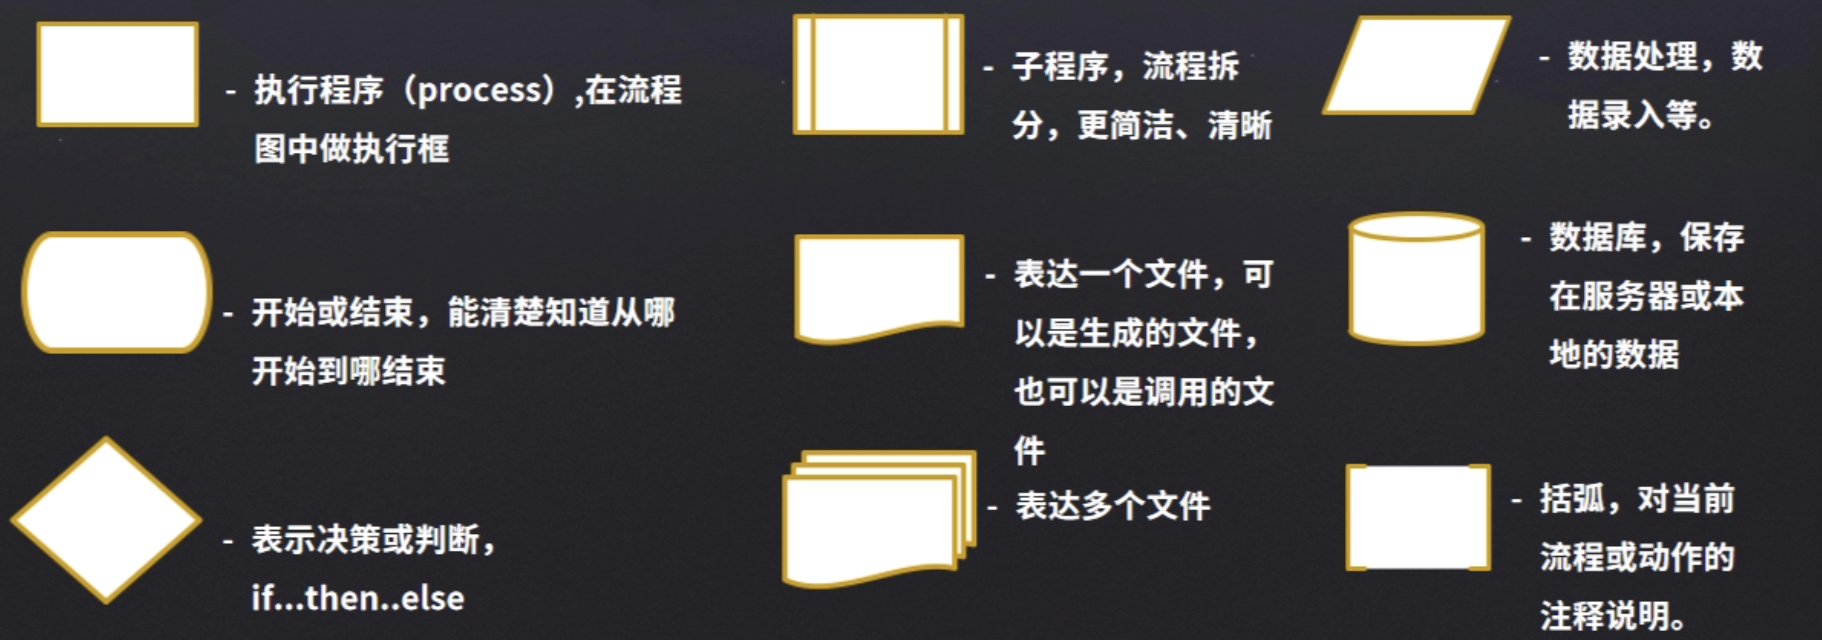 - 执行程序（process）,在流程
图中做执行框
- 开始或结束，能清楚知道从哪
开始到哪结束
- 表示决策或判断，
if...then..else
- 子程序，流程拆
分，更简洁、清晰
- 表达一个文件，可
以是生成的文件，
也可以是调用的文
件
- 表达多个文件
- 数据处理，数
据录入等。
- 数据库，保存
在服务器或本
地的数据
- 括弧，对当前
流程或动作的
注释说明。